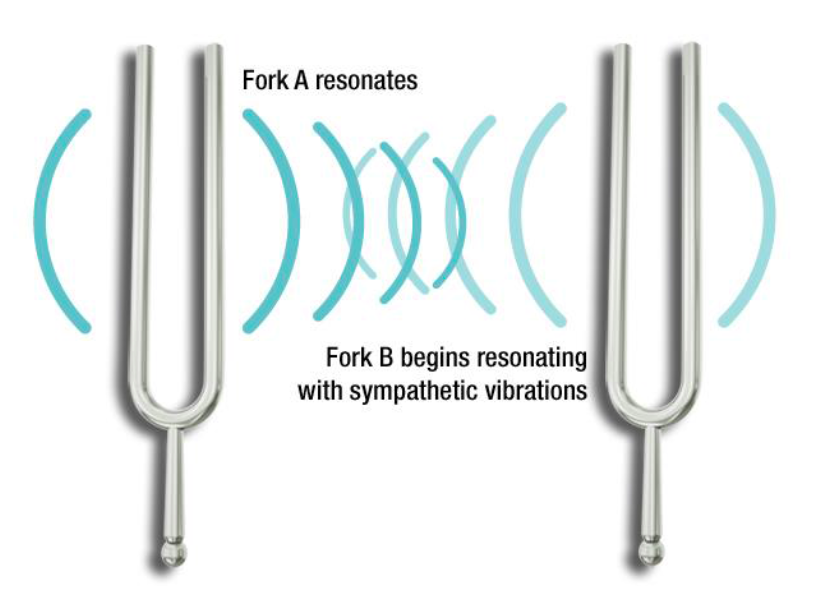 Fork A resonates
Fork B begins resonating
with sympathetic vibrations